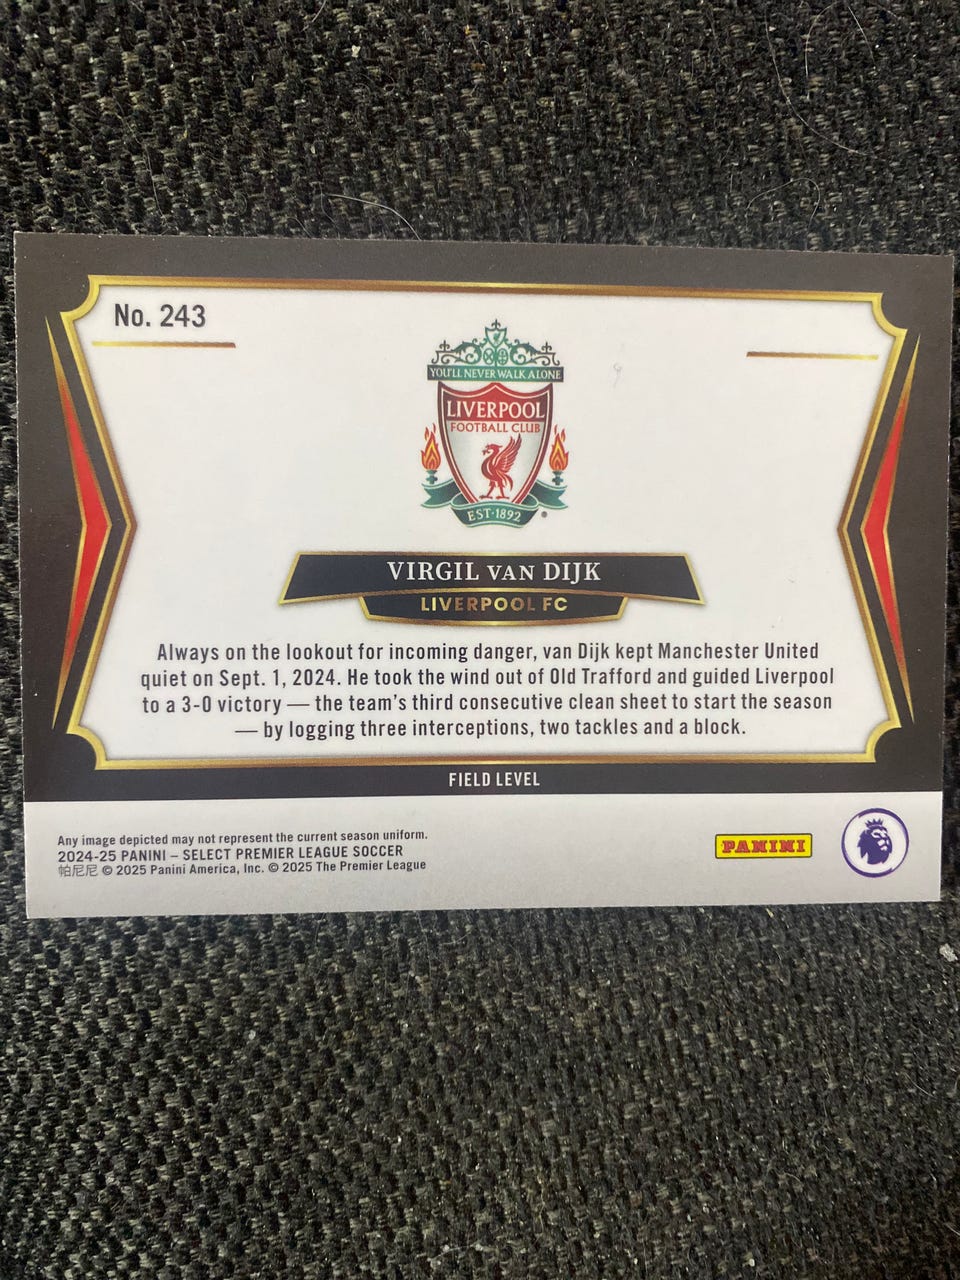 No. 243
YOU'LL NEVER WALK ALONE
LIVERPOOL
FOOTBALL CLUB
EST·1892
VIRGIL VAN DIJK
LIVERPOOL FC
Always on the lookout for incoming danger, van Dijk kept Manchester United
quiet on Sept. 1, 2024. He took the wind out of Old Trafford and guided Liverpool
to a 3-0 victory — the team's third consecutive clean sheet to start the season
— by logging three interceptions, two tackles and a block.
FIELD LEVEL
Any image depicted may not represent the current season uniform.
2024-25 PANINI – SELECT PREMIER LEAGUE SOCCER
帕尼尼 © 2025 Panini America, Inc. © 2025 The Premier League
PANINI